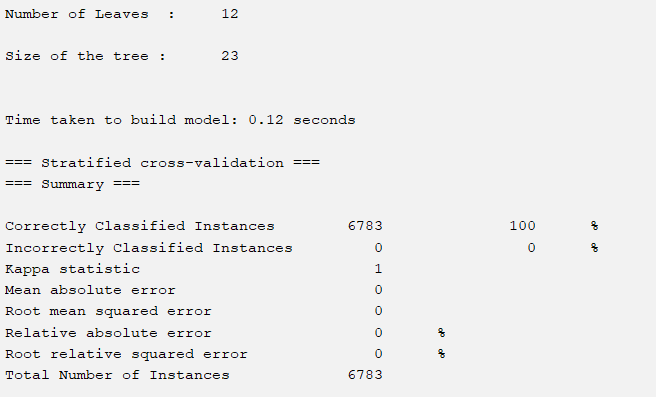 Number of Leaves  :     12
Size of the tree :      23
Time taken to build model: 0.12 seconds
=== Stratified cross-validation ===
=== Summary ===
Correctly Classified Instances        6783              100      %
Incorrectly Classified Instances         0                0      %
Kappa statistic                          1
Mean absolute error                      0
Root mean squared error                  0
Relative absolute error                  0      %
Root relative squared error              0      %
Total Number of Instances             6783